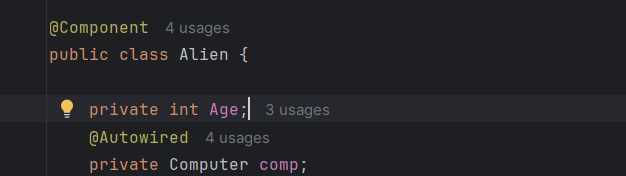 @Component 4 usages
public class Alien {
private int Age; 3 usages
@Autowired 4 usages
private Computer comp;